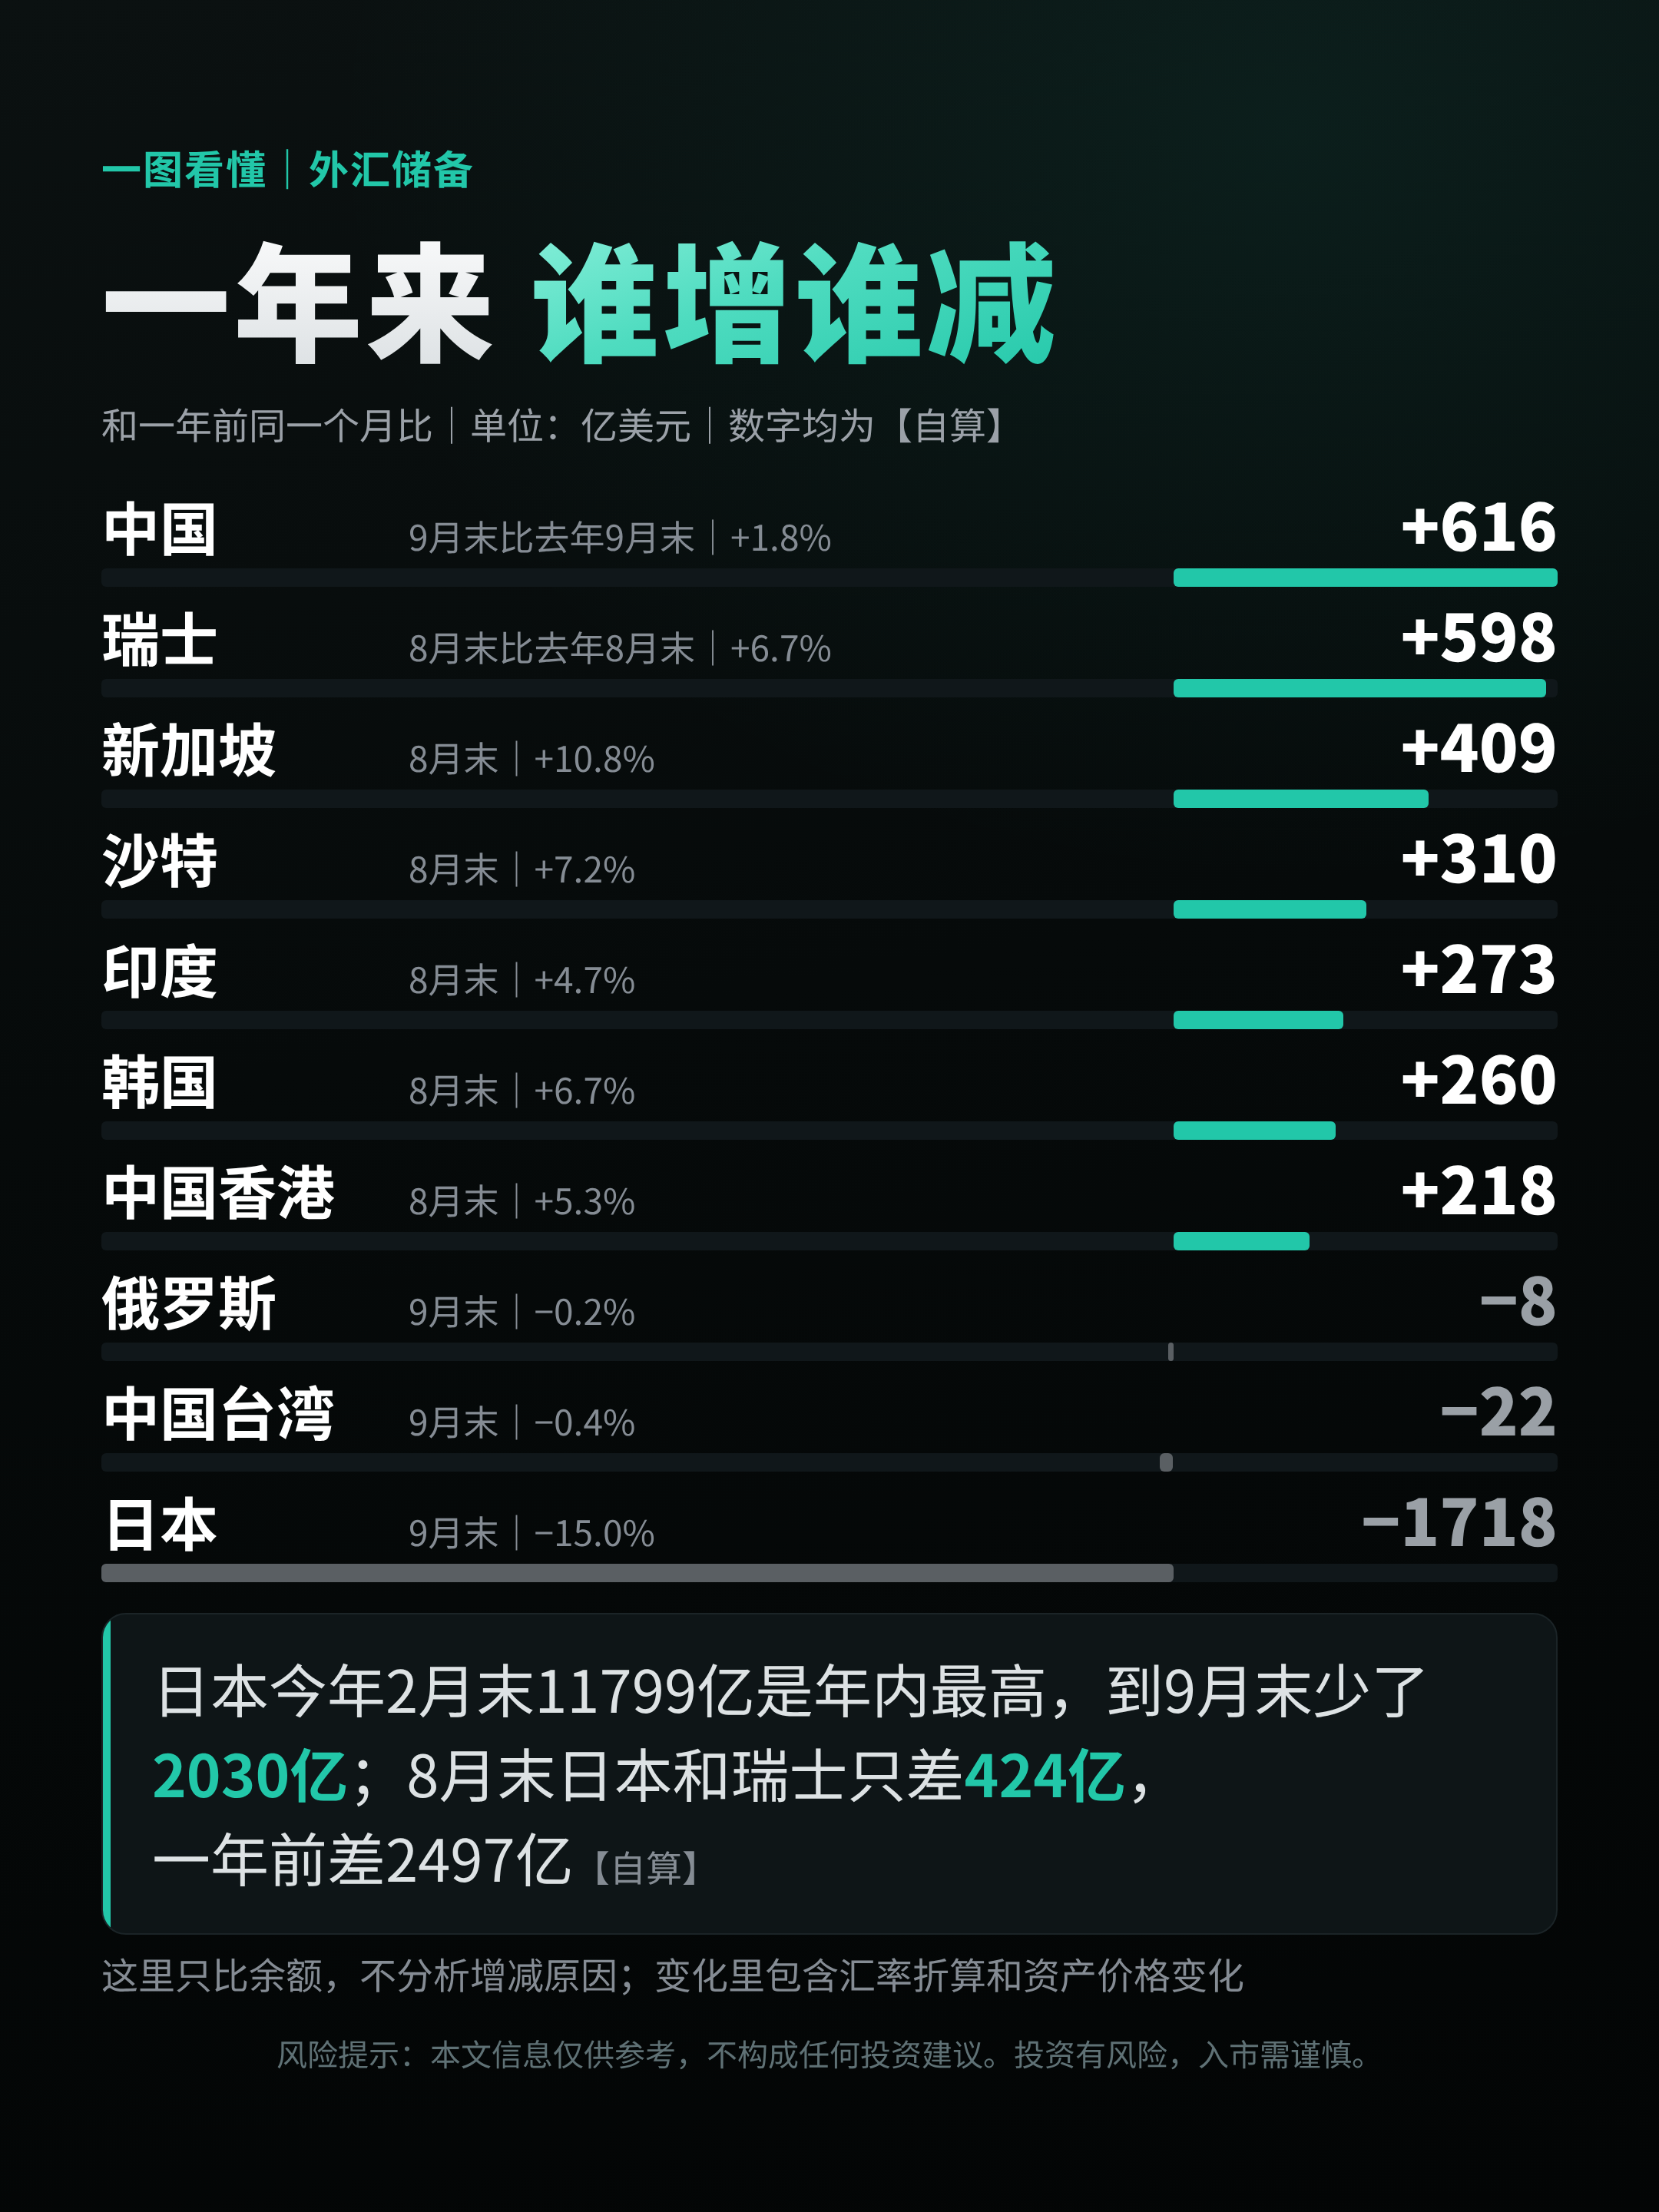 一图看懂｜外汇储备
一年来 谁增谁减
和一年前同一个月比｜单位：亿美元｜数字均为【自算】
中国 9月末比去年9月末｜+1.8% +616
瑞士 8月末比去年8月末｜+6.7% +598
新加坡 8月末｜+10.8% +409
沙特 8月末｜+7.2% +310
印度 8月末｜+4.7% +273
韩国 8月末｜+6.7% +260
中国香港 8月末｜+5.3% +218
俄罗斯 9月末｜−0.2% −8
中国台湾 9月末｜−0.4% −22
日本 9月末｜−15.0% −1718
日本今年2月末11799亿是年内最高，到9月末少了
2030亿；8月末日本和瑞士只差424亿，
一年前差2497亿【自算】
这里只比余额，不分析增减原因；变化里包含汇率折算和资产价格变化
风险提示：本文信息仅供参考，不构成任何投资建议。投资有风险，入市需谨慎。